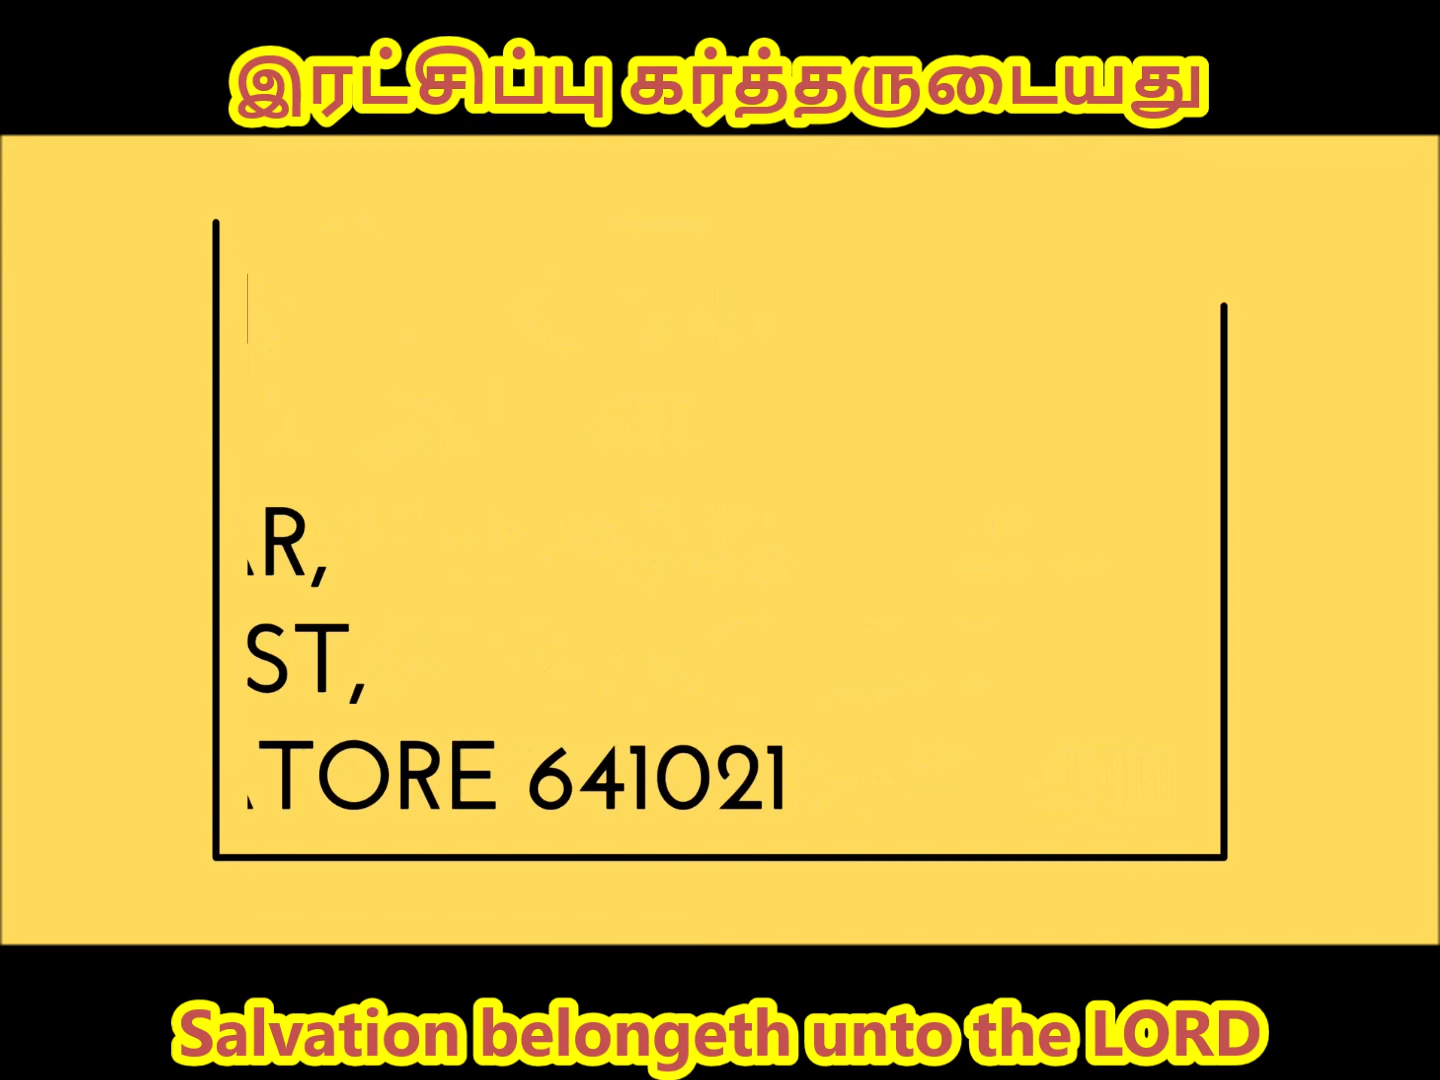 இரட்சிப்பு கர்த்தருடையது
R,
ST,
TORE 641021
Salvation belongeth unto the LORD